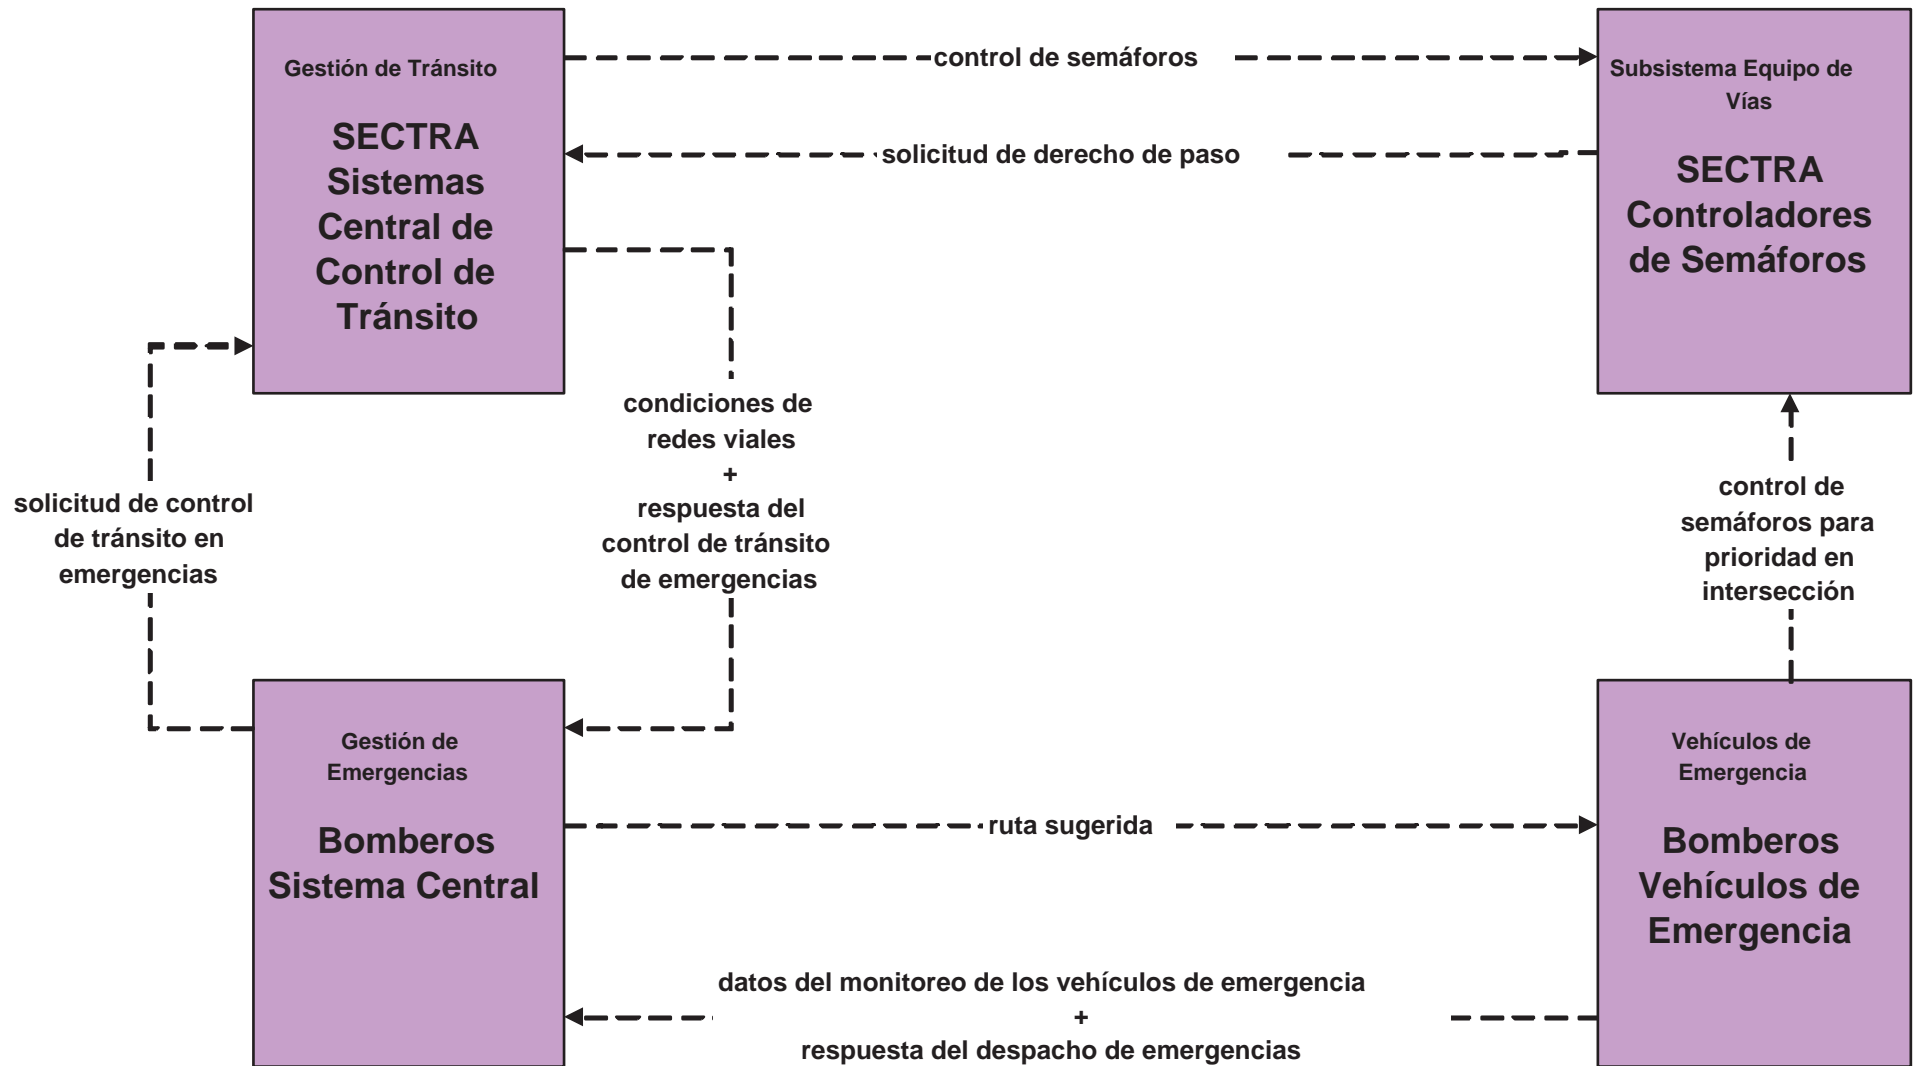 Gestión de Tránsito
SECTRA
Sistemas
Central de
Control de
Tránsito
control de semáforos
solicitud de derecho de paso
Subsistema Equipo de
Vías
SECTRA
Controladores
de Semáforos
condiciones de
redes viales
+
respuesta del
control de tránsito
de emergencias
solicitud de control
de tránsito en
emergencias
control de
semáforos para
prioridad en
intersección
Gestión de
Emergencias
Bomberos
Sistema Central
ruta sugerida
Vehículos de
Emergencia
Bomberos
Vehículos de
Emergencia
datos del monitoreo de los vehículos de emergencia
+
respuesta del despacho de emergencias